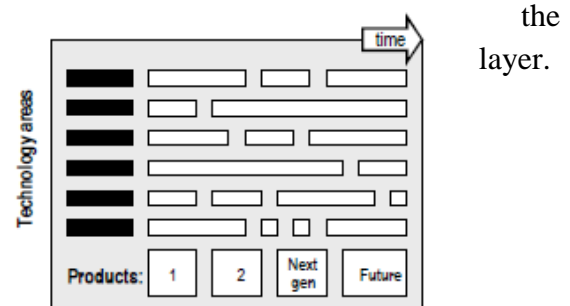 the
layer.
time
Technology areas
Products: 1 2 Next gen Future